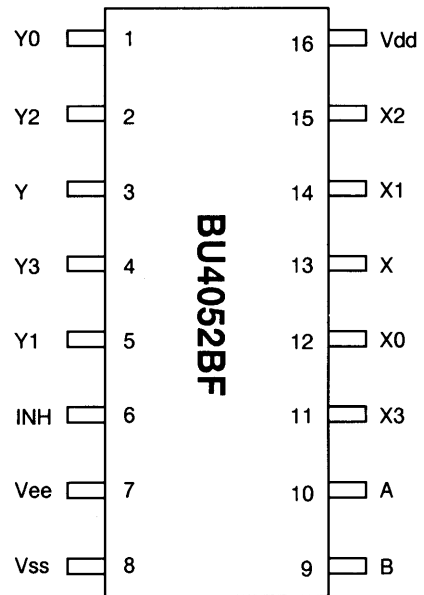 Y0 1 16 Vdd
Y2 2 15 X2
Y 3 14 X1
Y3 4 13 X
Y1 5 12 X0
INH 6 11 X3
Vee 7 10 A
Vss 8 9 B
BU4052BF